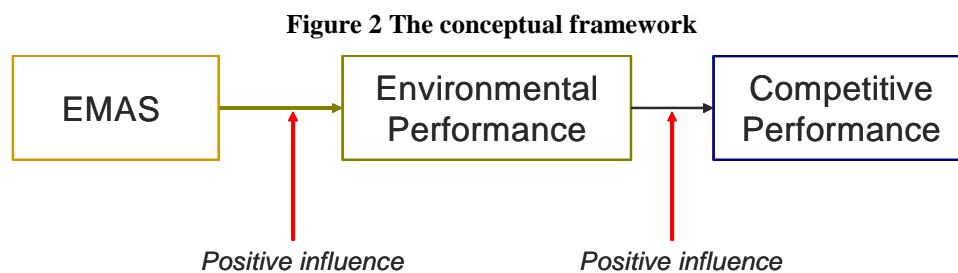 Figure 2 The conceptual framework
EMAS
Environmental
Performance
Competitive
Performance
Positive influence
Positive influence